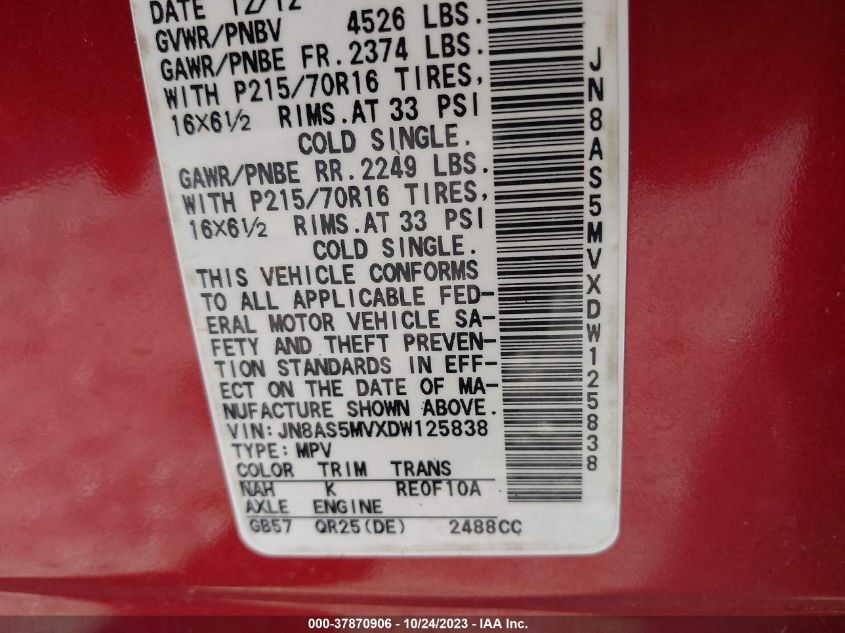 DATE 12/12
GVWR/PNBV 4526 LBS.
GAWR/PNBE FR. 2374 LBS.
WITH P215/70R16 TIRES,
16X6½ RIMS. AT 33 PSI
COLD SINGLE.
GAWR/PNBE RR. 2249 LBS.
WITH P215/70R16 TIRES,
16X6½ RIMS. AT 33 PSI
COLD SINGLE.
THIS VEHICLE CONFORMS
TO ALL APPLICABLE FED-
ERAL MOTOR VEHICLE SA-
FETY AND THEFT PREVEN-
TION STANDARDS IN EFF-
ECT ON THE DATE OF MA-
NUFACTURE SHOWN ABOVE.
VIN: JN8AS5MVXDW125838
TYPE: MPV
COLOR TRIM TRANS
NAH K RE0F10A
AXLE ENGINE
GB57 QR25(DE) 2488CC
JN8AS5MVXDW125838
000-37870906 - 10/24/2023 - IAA Inc.